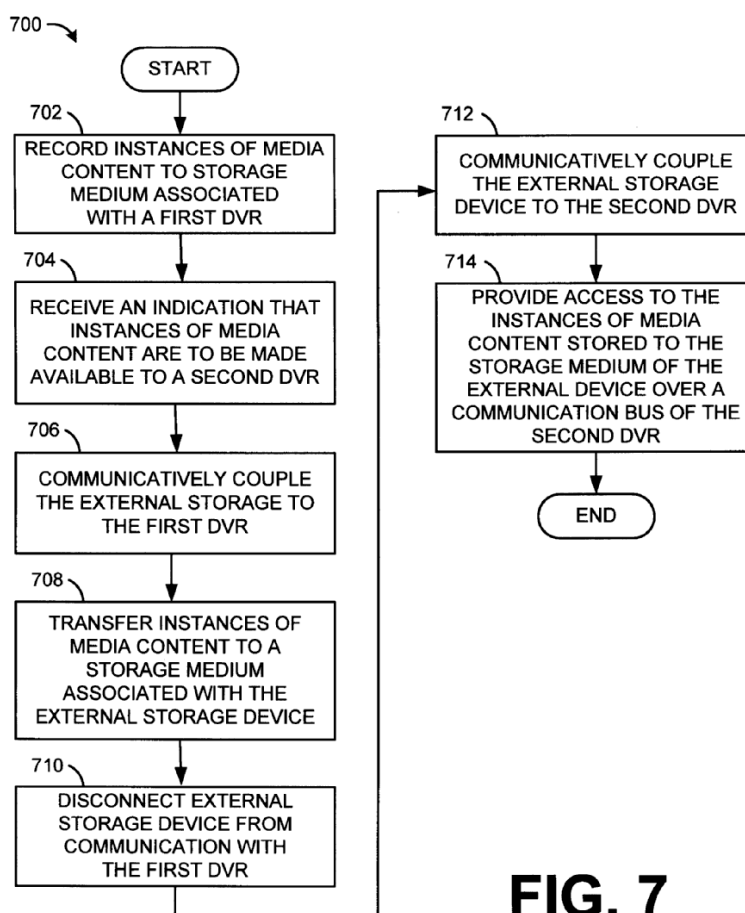 700
START
702
RECORD INSTANCES OF MEDIA
CONTENT TO STORAGE
MEDIUM ASSOCIATED
WITH A FIRST DVR
704
RECEIVE AN INDICATION THAT
INSTANCES OF MEDIA
CONTENT ARE TO BE MADE
AVAILABLE TO A SECOND DVR
706
COMMUNICATIVELY COUPLE
THE EXTERNAL STORAGE TO
THE FIRST DVR
708
TRANSFER INSTANCES OF
MEDIA CONTENT TO A
STORAGE MEDIUM
ASSOCIATED WITH THE
EXTERNAL STORAGE DEVICE
710
DISCONNECT EXTERNAL
STORAGE DEVICE FROM
COMMUNICATION WITH
THE FIRST DVR
712
COMMUNICATIVELY COUPLE
THE EXTERNAL STORAGE
DEVICE TO THE SECOND DVR
714
PROVIDE ACCESS TO THE
INSTANCES OF MEDIA
CONTENT STORED TO THE
STORAGE MEDIUM OF THE
EXTERNAL DEVICE OVER A
COMMUNICATION BUS OF THE
SECOND DVR
END
FIG. 7